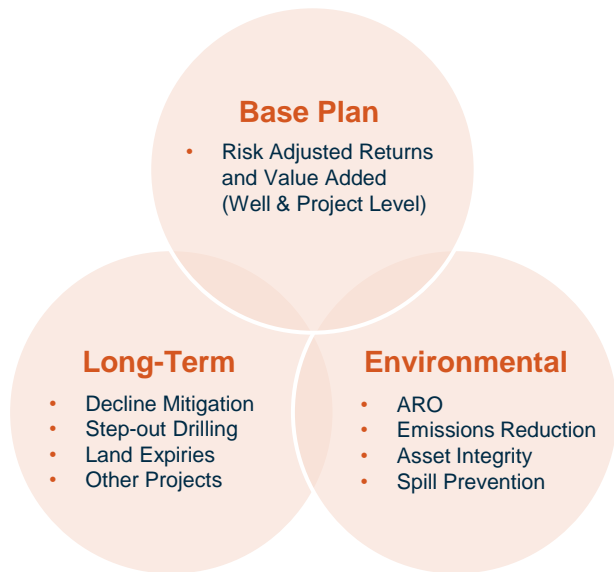 Base Plan
• Risk Adjusted Returns
and Value Added
(Well & Project Level)
Long-Term
• Decline Mitigation
• Step-out Drilling
• Land Expiries
• Other Projects
Environmental
• ARO
• Emissions Reduction
• Asset Integrity
• Spill Prevention